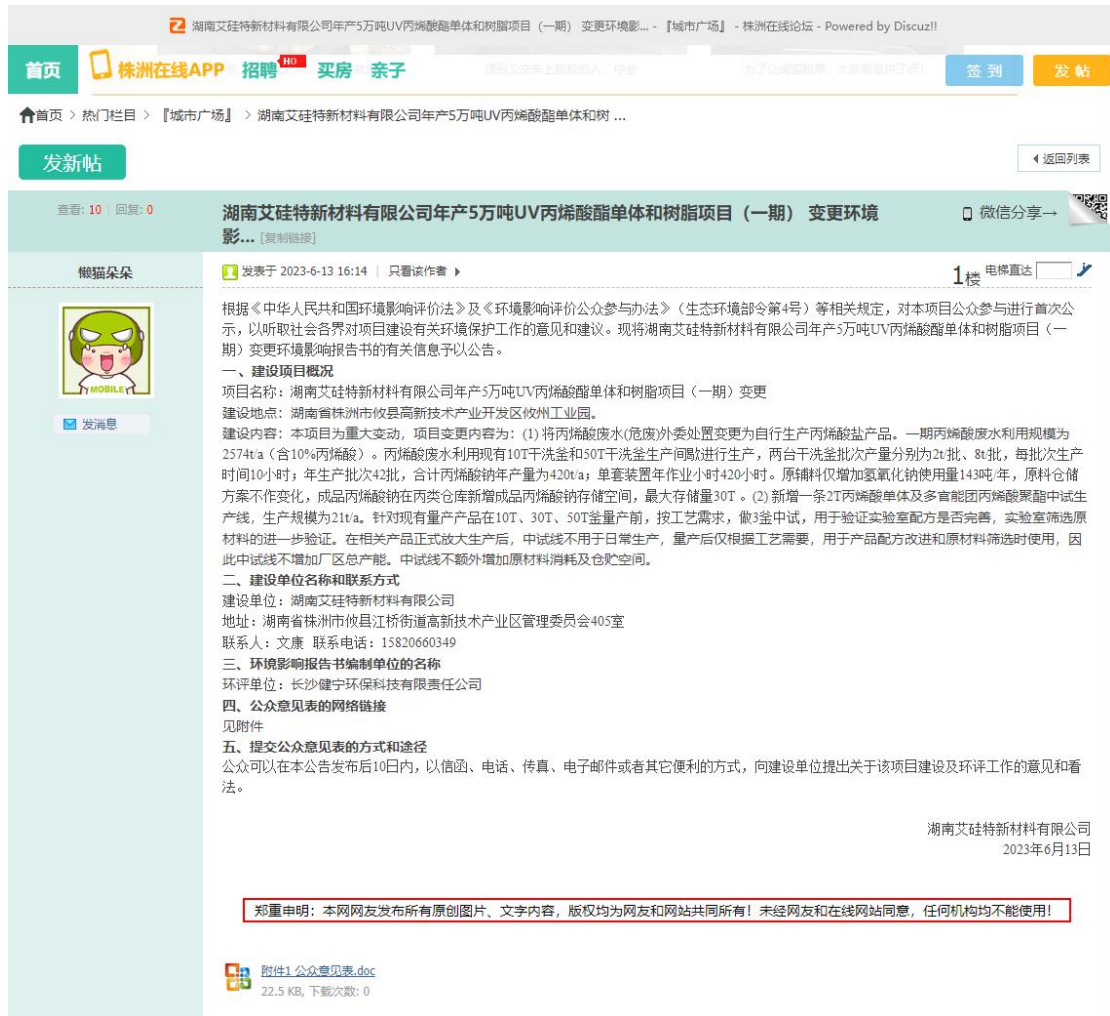 湖南艾硅特新材料有限公司年产5万吨UV丙烯酸酯单体和树脂项目（一期） 变更环境影... - 『城市广场』 - 株洲在线论坛 - Powered by Discuz!!
首页 株洲在线APP 招聘 HO 买房 亲子 签 到 发 帖
首页 > 热门栏目 > 『城市广场』 > 湖南艾硅特新材料有限公司年产5万吨UV丙烯酸酯单体和树 ...
发新帖 返回列表
查看: 10 | 回复: 0 湖南艾硅特新材料有限公司年产5万吨UV丙烯酸酯单体和树脂项目（一期） 变更环境 微信分享→
影... [复制链接]
懒猫朵朵 发表于 2023-6-13 16:14 | 只看该作者 1楼 电梯直达
MOBILE
发消息
根据《中华人民共和国环境影响评价法》及《环境影响评价公众参与办法》（生态环境部令第4号）等相关规定，对本项目公众参与进行首次公
示，以听取社会各界对项目建设有关环境保护工作的意见和建议。现将湖南艾硅特新材料有限公司年产5万吨UV丙烯酸酯单体和树脂项目（一
期）变更环境影响报告书的有关信息予以公告。
一、建设项目概况
项目名称：湖南艾硅特新材料有限公司年产5万吨UV丙烯酸酯单体和树脂项目（一期）变更
建设地点：湖南省株洲市攸县高新技术产业开发区攸州工业园。
建设内容：本项目为重大变动，项目变更内容为：(1) 将丙烯酸废水(危废)外委处置变更为自行生产丙烯酸盐产品。一期丙烯酸废水利用规模为
2574t/a（含10%丙烯酸）。丙烯酸废水利用现有10T干洗釜和50T干洗釜生产间歇进行生产，两台干洗釜批次产量分别为2t/批、8t/批，每批次生产
时间10小时；年生产批次42批，合计丙烯酸钠年产量为420t/a；单套装置年作业小时420小时。原辅料仅增加氢氧化钠使用量143吨/年，原料仓储
方案不作变化，成品丙烯酸钠在丙类仓库新增成品丙烯酸钠存储空间，最大存储量30T 。(2) 新增一条2T丙烯酸单体及多官能团丙烯酸聚酯中试生
产线，生产规模为21t/a。针对现有量产产品在10T、30T、50T釜量产前，按工艺需求，做3釜中试，用于验证实验室配方是否完善，实验室筛选原
材料的进一步验证。在相关产品正式放大生产后，中试线不用于日常生产，量产后仅根据工艺需要，用于产品配方改进和原材料筛选时使用，因
此中试线不增加厂区总产能。中试线不额外增加原材料消耗及仓贮空间。
二、建设单位名称和联系方式
建设单位：湖南艾硅特新材料有限公司
地址：湖南省株洲市攸县江桥街道高新技术产业区管理委员会405室
联系人：文康 联系电话：15820660349
三、环境影响报告书编制单位的名称
环评单位：长沙健宁环保科技有限责任公司
四、公众意见表的网络链接
见附件
五、提交公众意见表的方式和途径
公众可以在本公告发布后10日内，以信函、电话、传真、电子邮件或者其它便利的方式，向建设单位提出关于该项目建设及环评工作的意见和看
法。
湖南艾硅特新材料有限公司
2023年6月13日
郑重申明：本网网友发布所有原创图片、文字内容，版权均为网友和网站共同所有！未经网友和在线网站同意，任何机构均不能使用！
附件1 公众意见表.doc
22.5 KB, 下载次数: 0